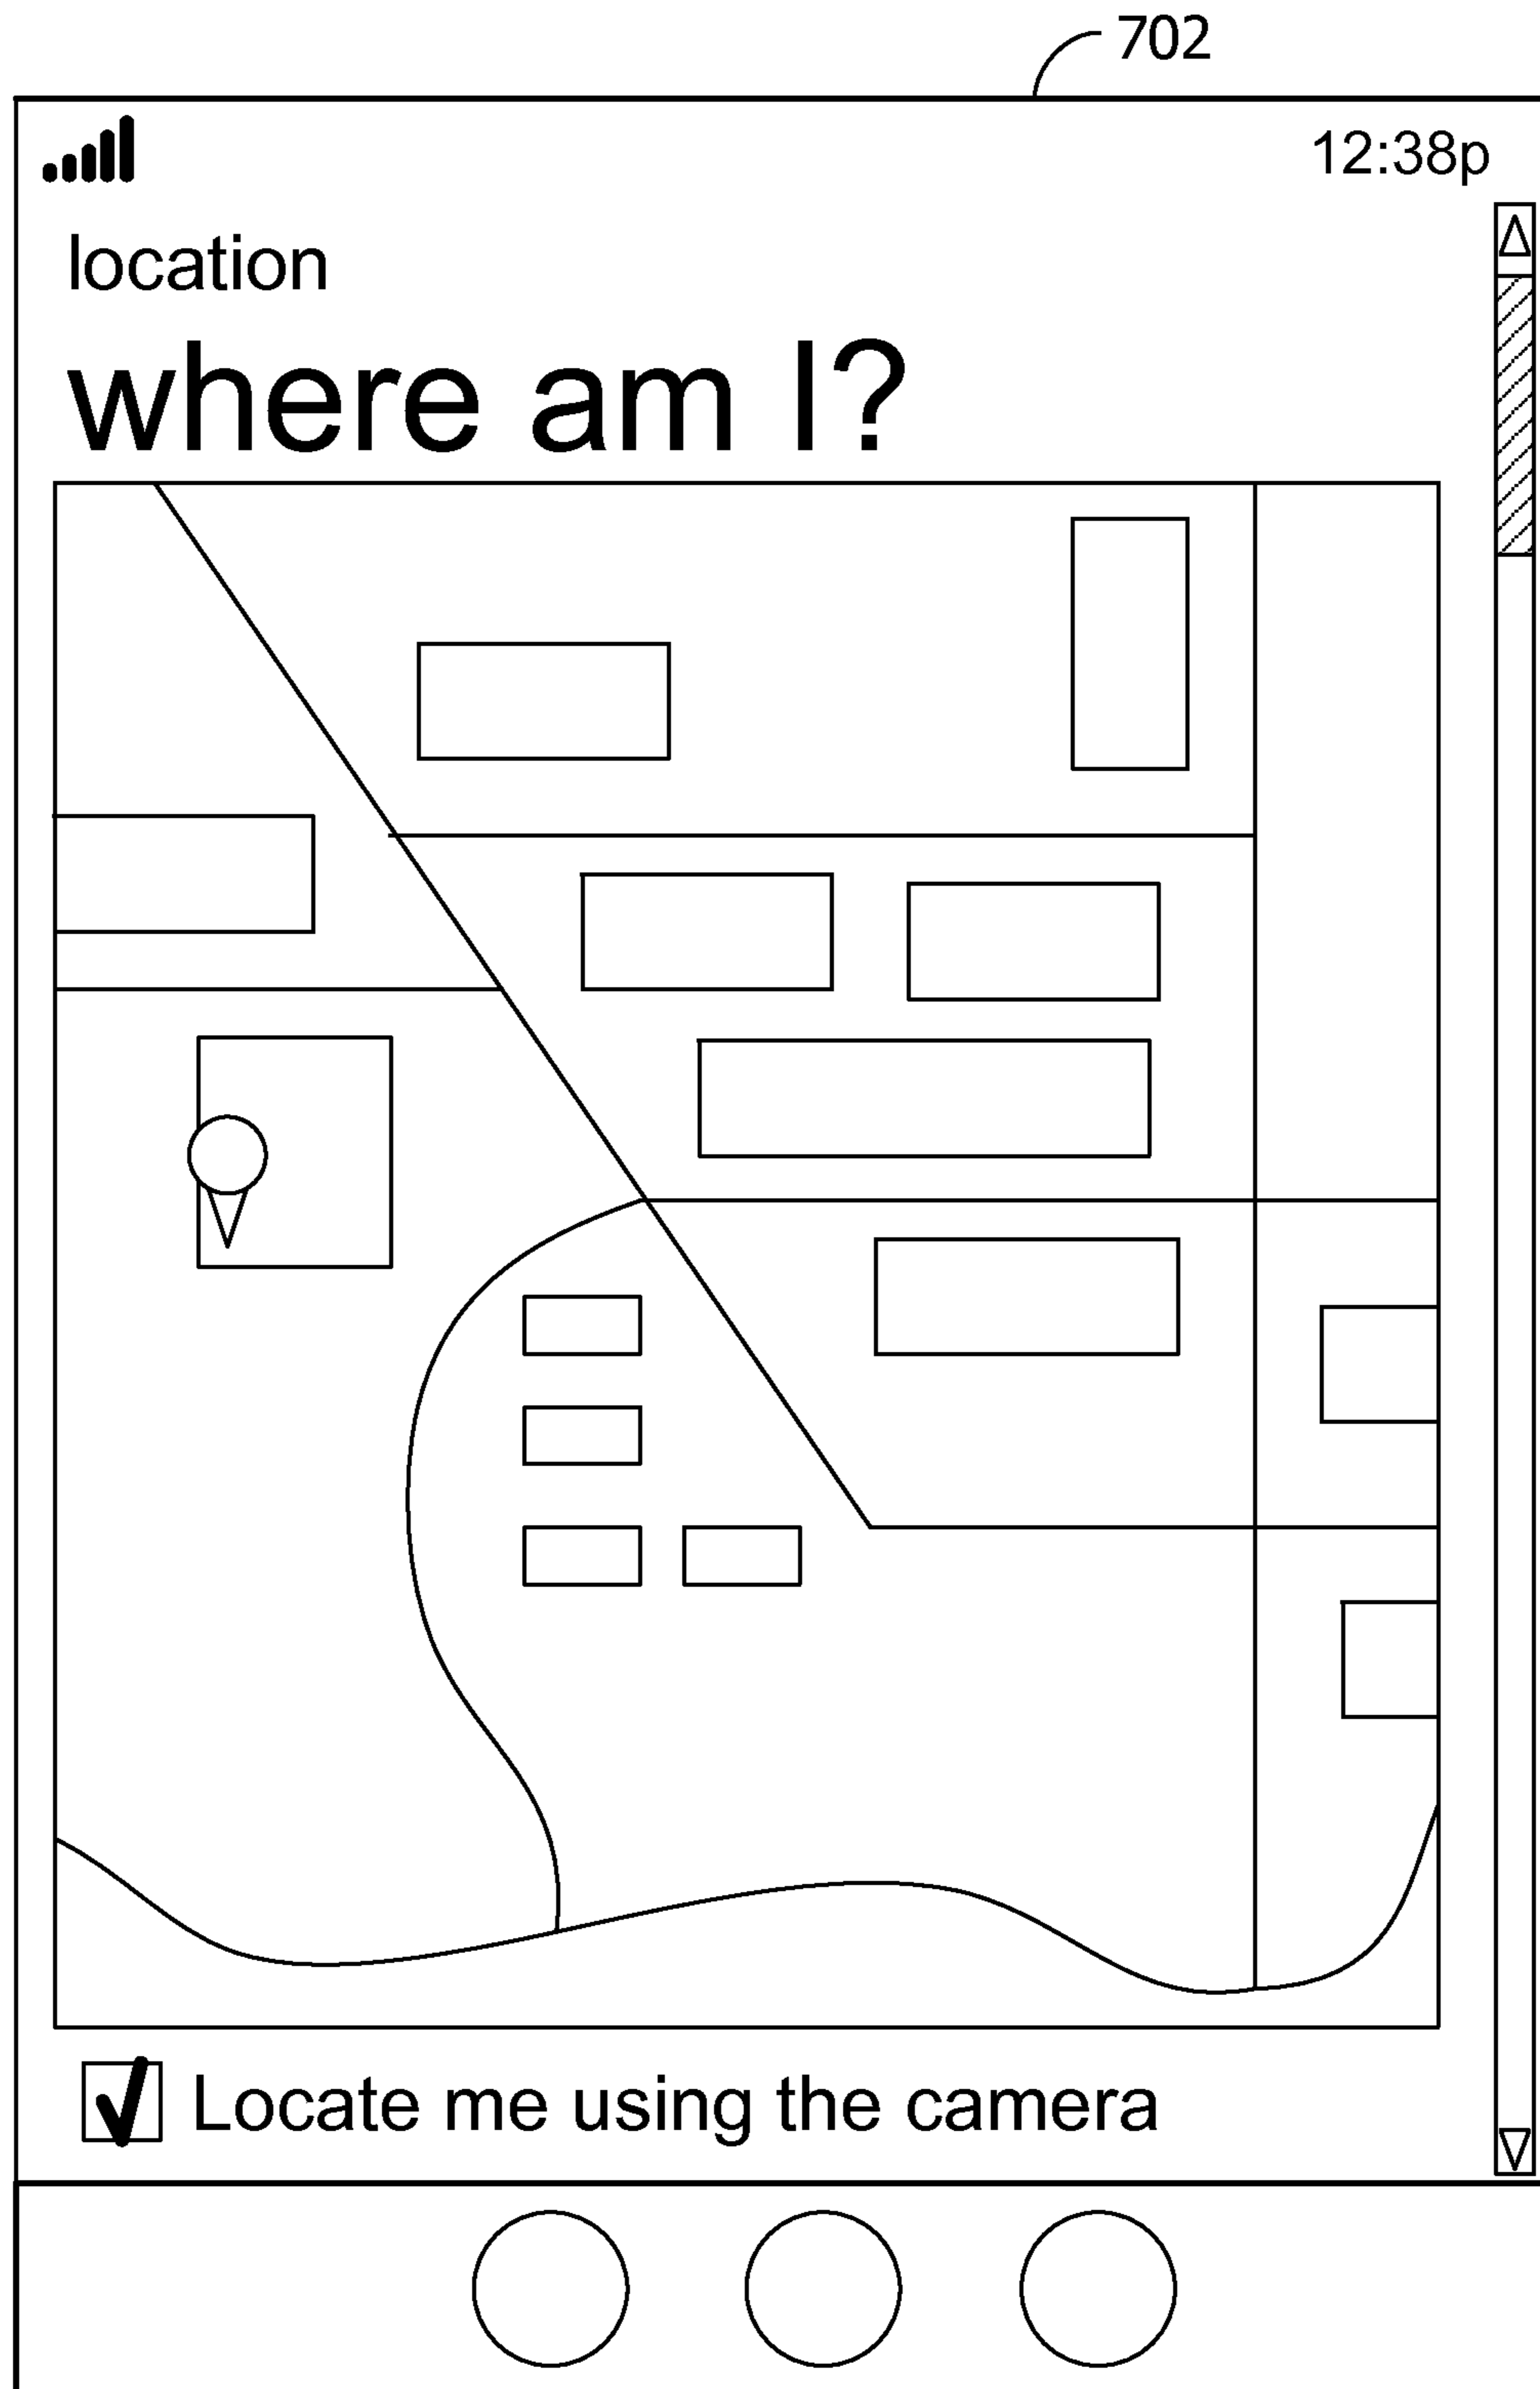 702
12:38p
location
where am I?
Locate me using the camera